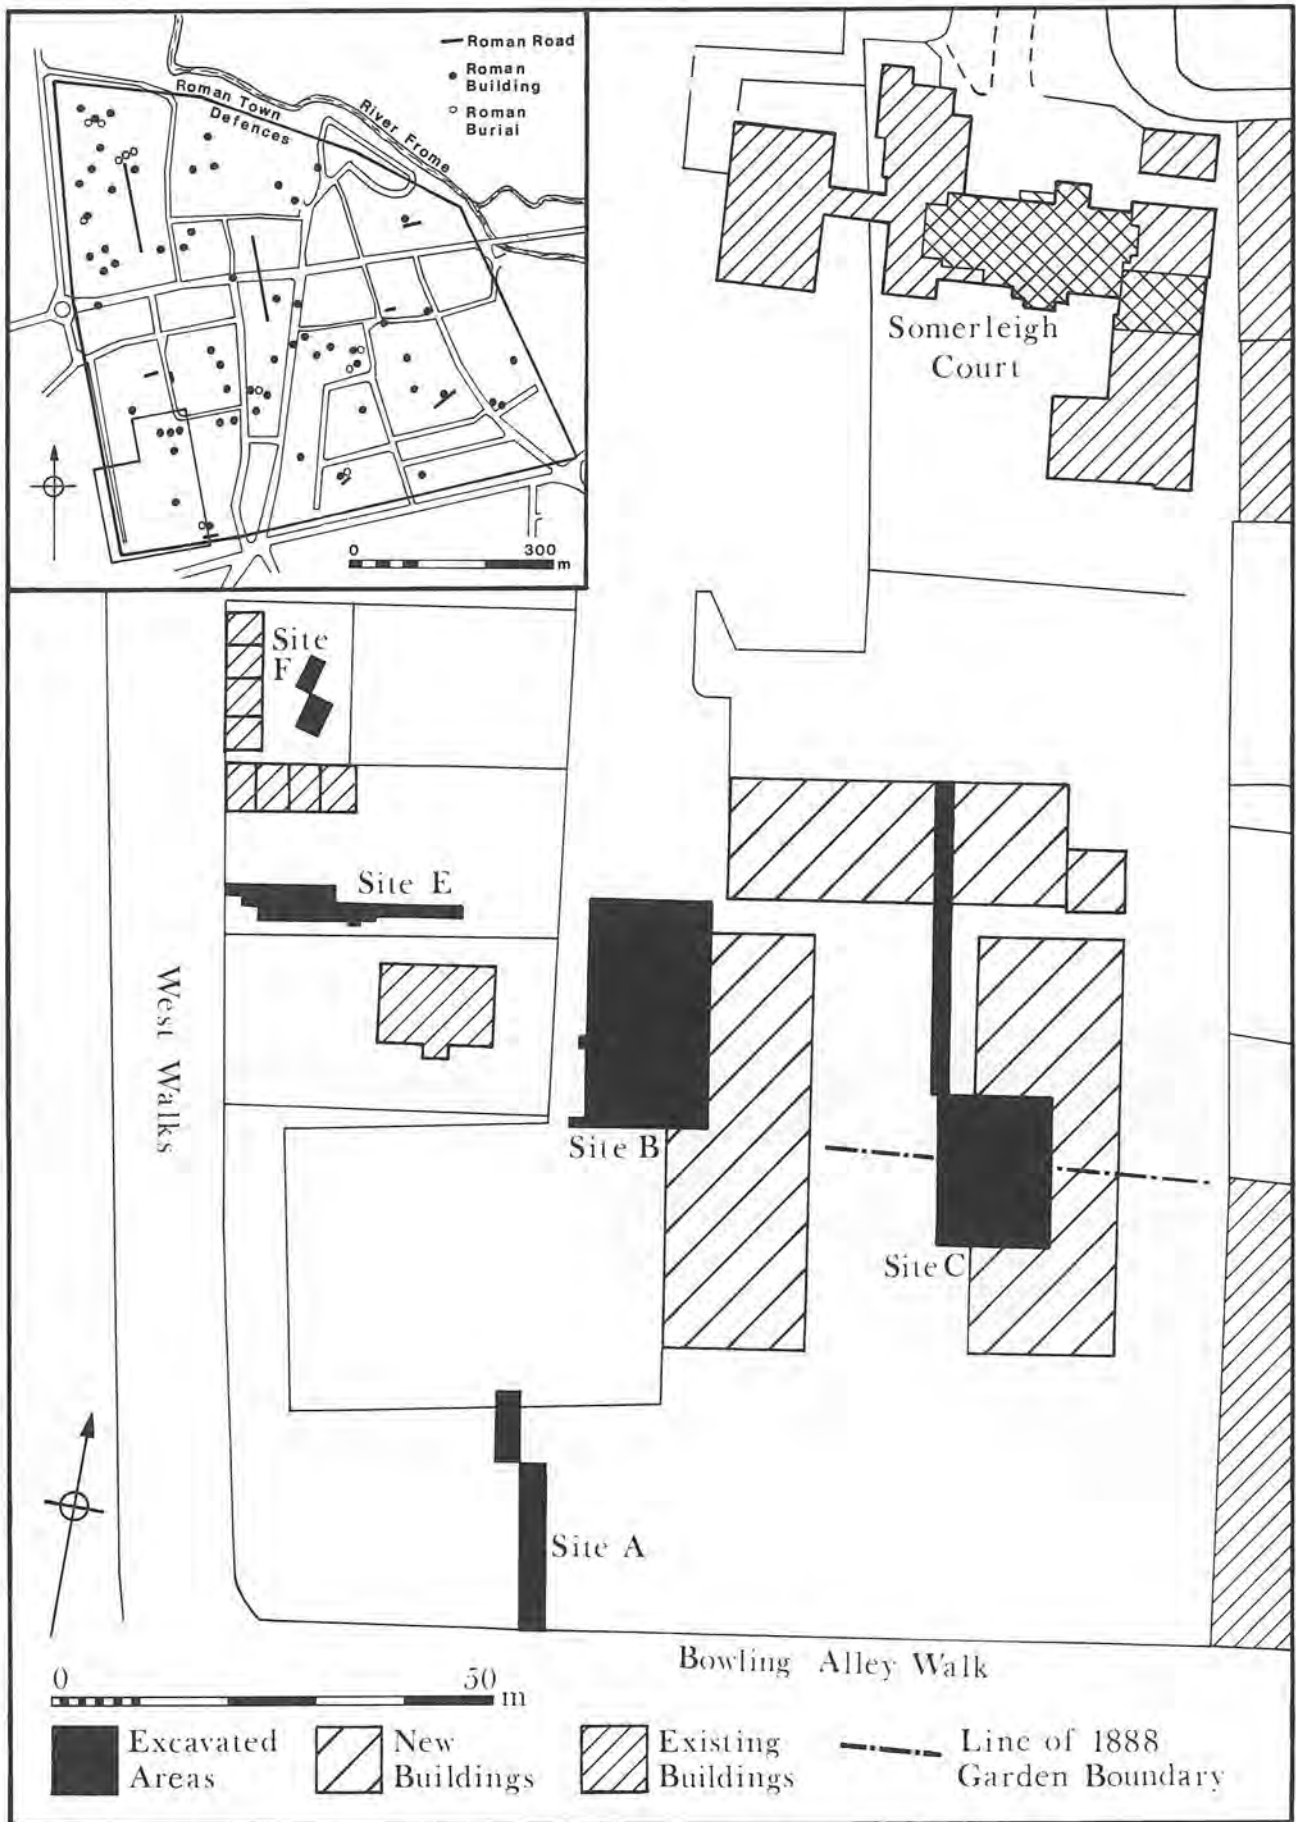 Roman Road
Roman
Building
Roman
Burial
Roman Town
Defences
River Frome
0 300
m
Somerleigh
Court
Site
F
Site E
West Walks
Site B
Site C
Site A
Bowling Alley Walk
0 50
m
Excavated
Areas
New
Buildings
Existing
Buildings
Line of 1888
Garden Boundary